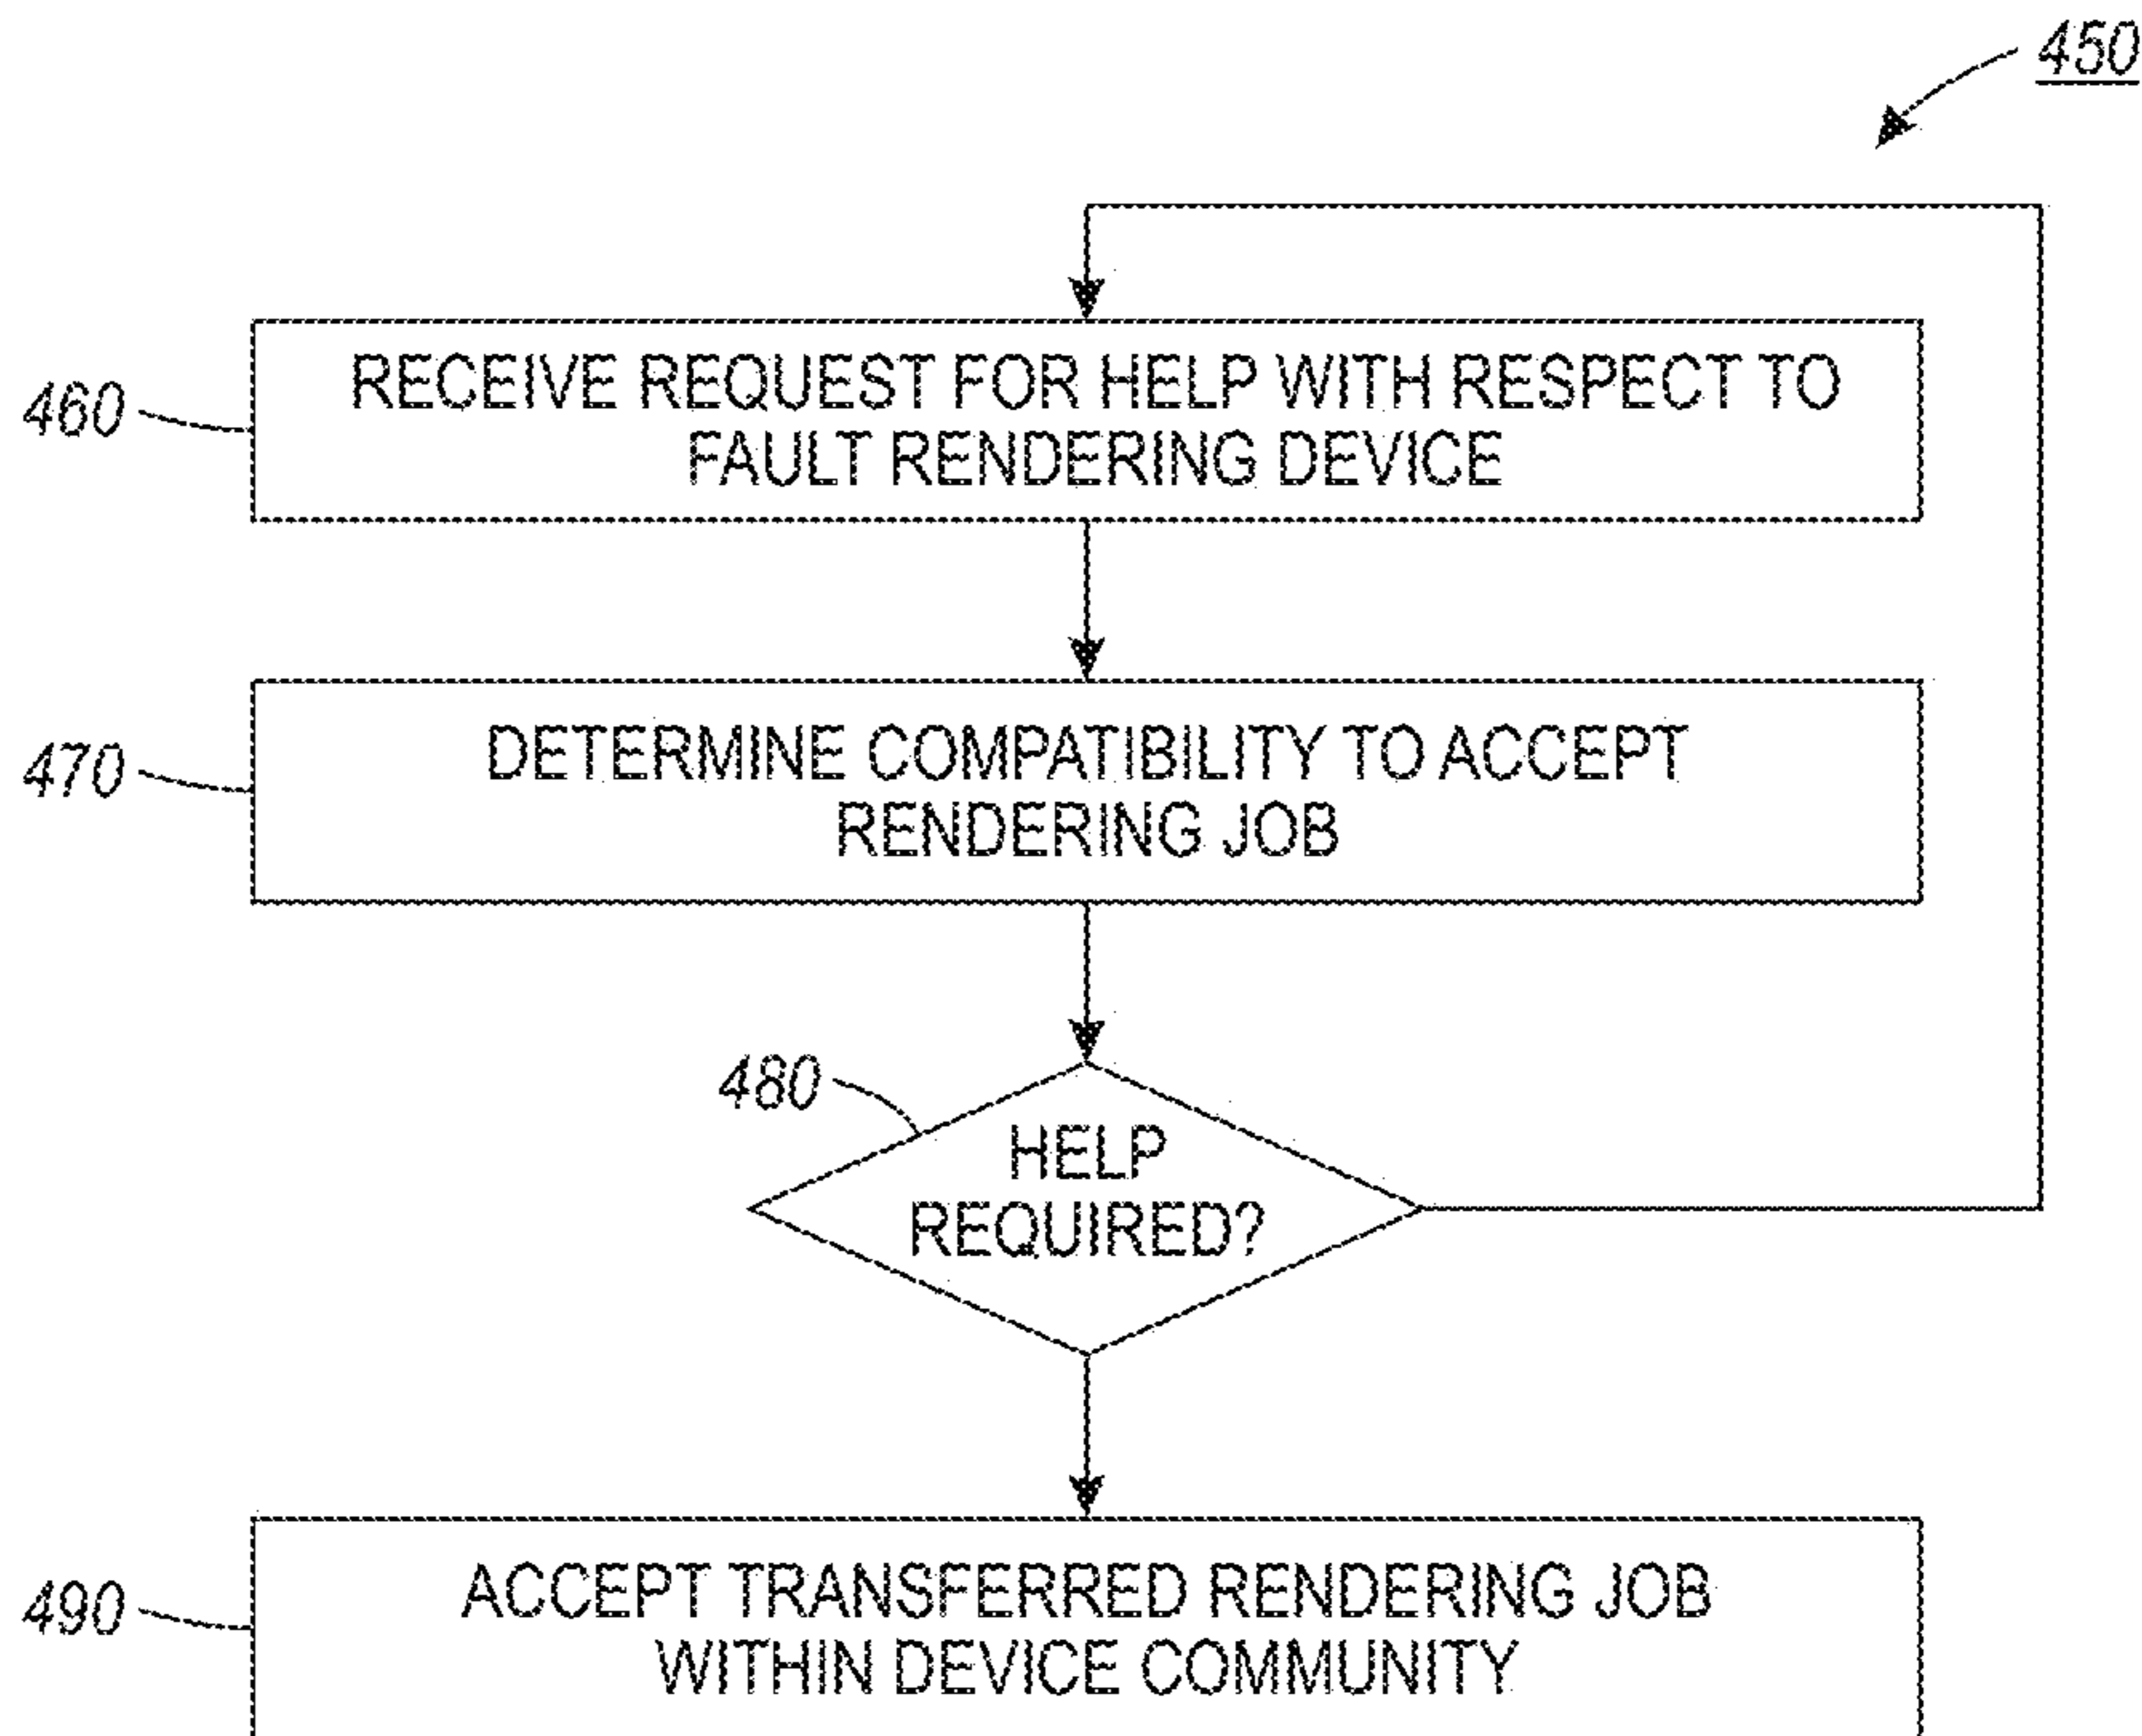 450
460
RECEIVE REQUEST FOR HELP WITH RESPECT TO
FAULT RENDERING DEVICE
470
DETERMINE COMPATIBILITY TO ACCEPT
RENDERING JOB
480
HELP
REQUIRED?
490
ACCEPT TRANSFERRED RENDERING JOB
WITHIN DEVICE COMMUNITY